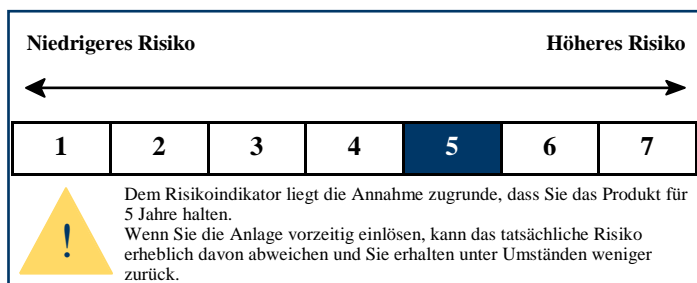 Niedrigeres Risiko Höheres Risiko
1 2 3 4 5 6 7
Dem Risikoindikator liegt die Annahme zugrunde, dass Sie das Produkt für
5 Jahre halten.
Wenn Sie die Anlage vorzeitig einlösen, kann das tatsächliche Risiko
erheblich davon abweichen und Sie erhalten unter Umständen weniger
zurück.
!